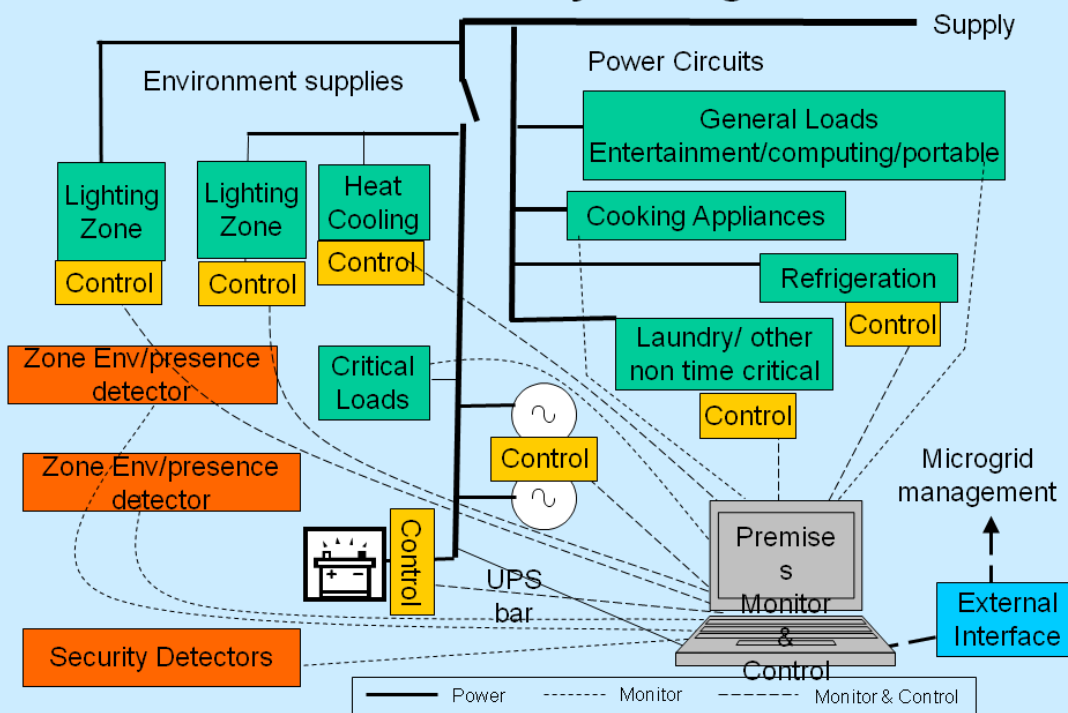 Supply
Environment supplies
Power Circuits
General Loads
Entertainment/computing/portable
Lighting
Zone
Control
Lighting
Zone
Control
Heat
Cooling
Control
Cooking Appliances
Refrigeration
Control
Laundry/ other
non time critical
Control
Zone Env/presence
detector
Critical
Loads
Control
Zone Env/presence
detector
Control
UPS
bar
Microgrid
management
Premise
s
Monitor
&
Control
External
Interface
Security Detectors
Power
Monitor
Monitor & Control